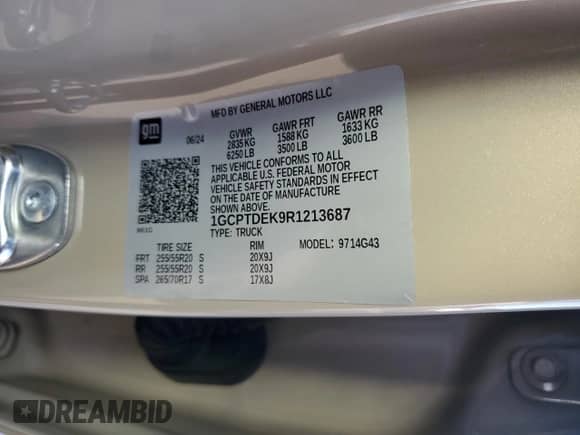 MFD BY GENERAL MOTORS LLC
gm
06/24
GVWR GAWR FRT GAWR RR
2835 KG 1588 KG 1633 KG
6250 LB 3500 LB 3600 LB
THIS VEHICLE CONFORMS TO ALL
APPLICABLE U.S. FEDERAL MOTOR
VEHICLE SAFETY STANDARDS IN EFFECT
ON THE DATE OF MANUFACTURE
SHOWN ABOVE.
1GCPTDEK9R1213687
TYPE: TRUCK
MODEL: 9714G43
TIRE SIZE RIM
FRT 255/55R20 S 20X9J
RR 255/55R20 S 20X9J
SPA 265/70R17 S 17X8J
DREAMBID